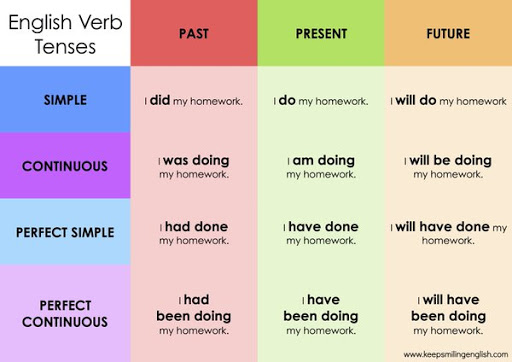 English Verb
Tenses
PAST
PRESENT
FUTURE
SIMPLE
I did my homework.
I do my homework.
I will do my homework
CONTINUOUS
I was doing
my homework.
I am doing
my homework.
I will be doing
my homework.
PERFECT SIMPLE
I had done
my homework.
I have done
my homework.
I will have done my
homework.
PERFECT
CONTINUOUS
I had
been doing
my homework.
I have
been doing
my homework.
I will have
been doing
my homework.
www.keepsmilingenglish.com